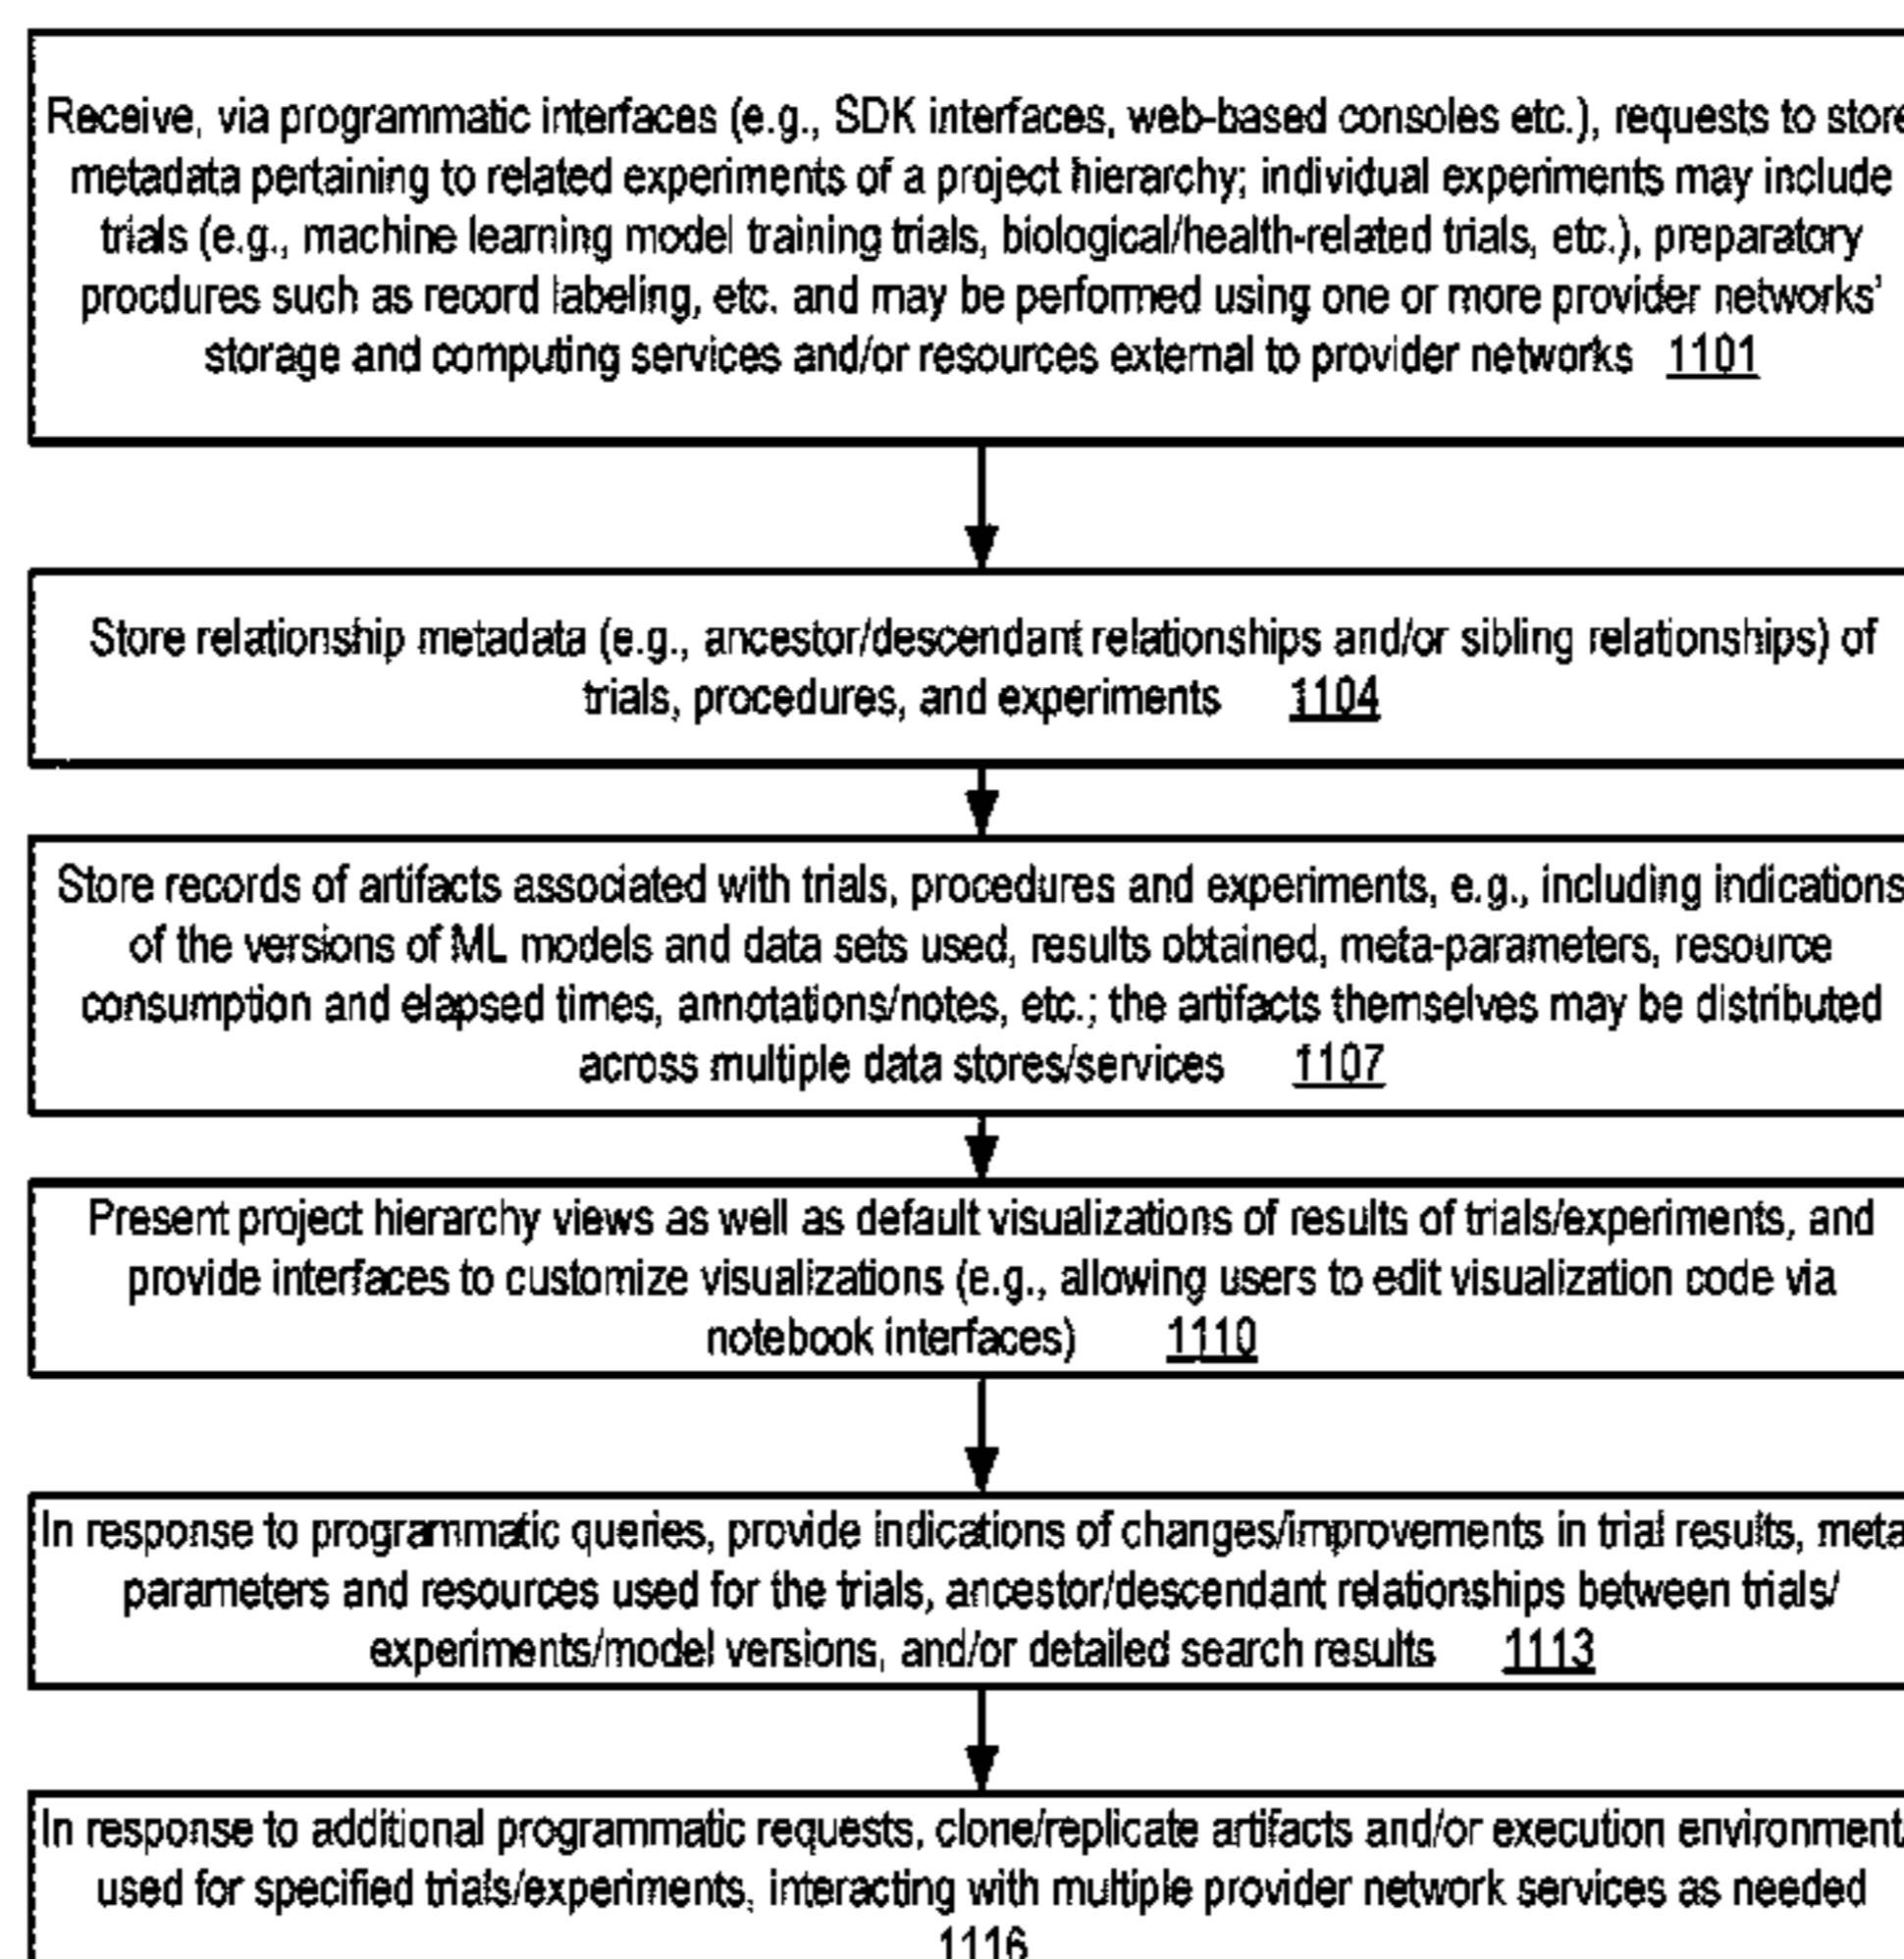 Receive, via programmatic interfaces (e.g., SDK interfaces, web-based consoles etc.), requests to store
metadata pertaining to related experiments of a project hierarchy; individual experiments may include
trials (e.g., machine learning model training trials, biological/health-related trials, etc.), preparatory
procdures such as record labeling, etc. and may be performed using one or more provider networks'
storage and computing services and/or resources external to provider networks 1101
Store relationship metadata (e.g., ancestor/descendant relationships and/or sibling relationships) of
trials, procedures, and experiments 1104
Store records of artifacts associated with trials, procedures and experiments, e.g., including indications
of the versions of ML models and data sets used, results obtained, meta-parameters, resource
consumption and elapsed times, annotations/notes, etc.; the artifacts themselves may be distributed
across multiple data stores/services 1107
Present project hierarchy views as well as default visualizations of results of trials/experiments, and
provide interfaces to customize visualizations (e.g., allowing users to edit visualization code via
notebook interfaces) 1110
In response to programmatic queries, provide indications of changes/improvements in trial results, meta
parameters and resources used for the trials, ancestor/descendant relationships between trials/
experiments/model versions, and/or detailed search results 1113
In response to additional programmatic requests, clone/replicate artifacts and/or execution environment
used for specified trials/experiments, interacting with multiple provider network services as needed
1116